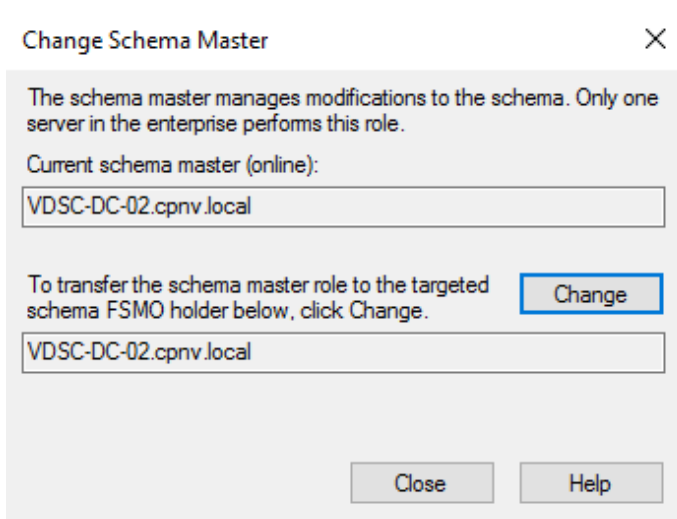 Change Schema Master
The schema master manages modifications to the schema. Only one
server in the enterprise performs this role.
Current schema master (online):
VDSC-DC-02.cpnv.local
To transfer the schema master role to the targeted
schema FSMO holder below, click Change.
Change
VDSC-DC-02.cpnv.local
Close
Help